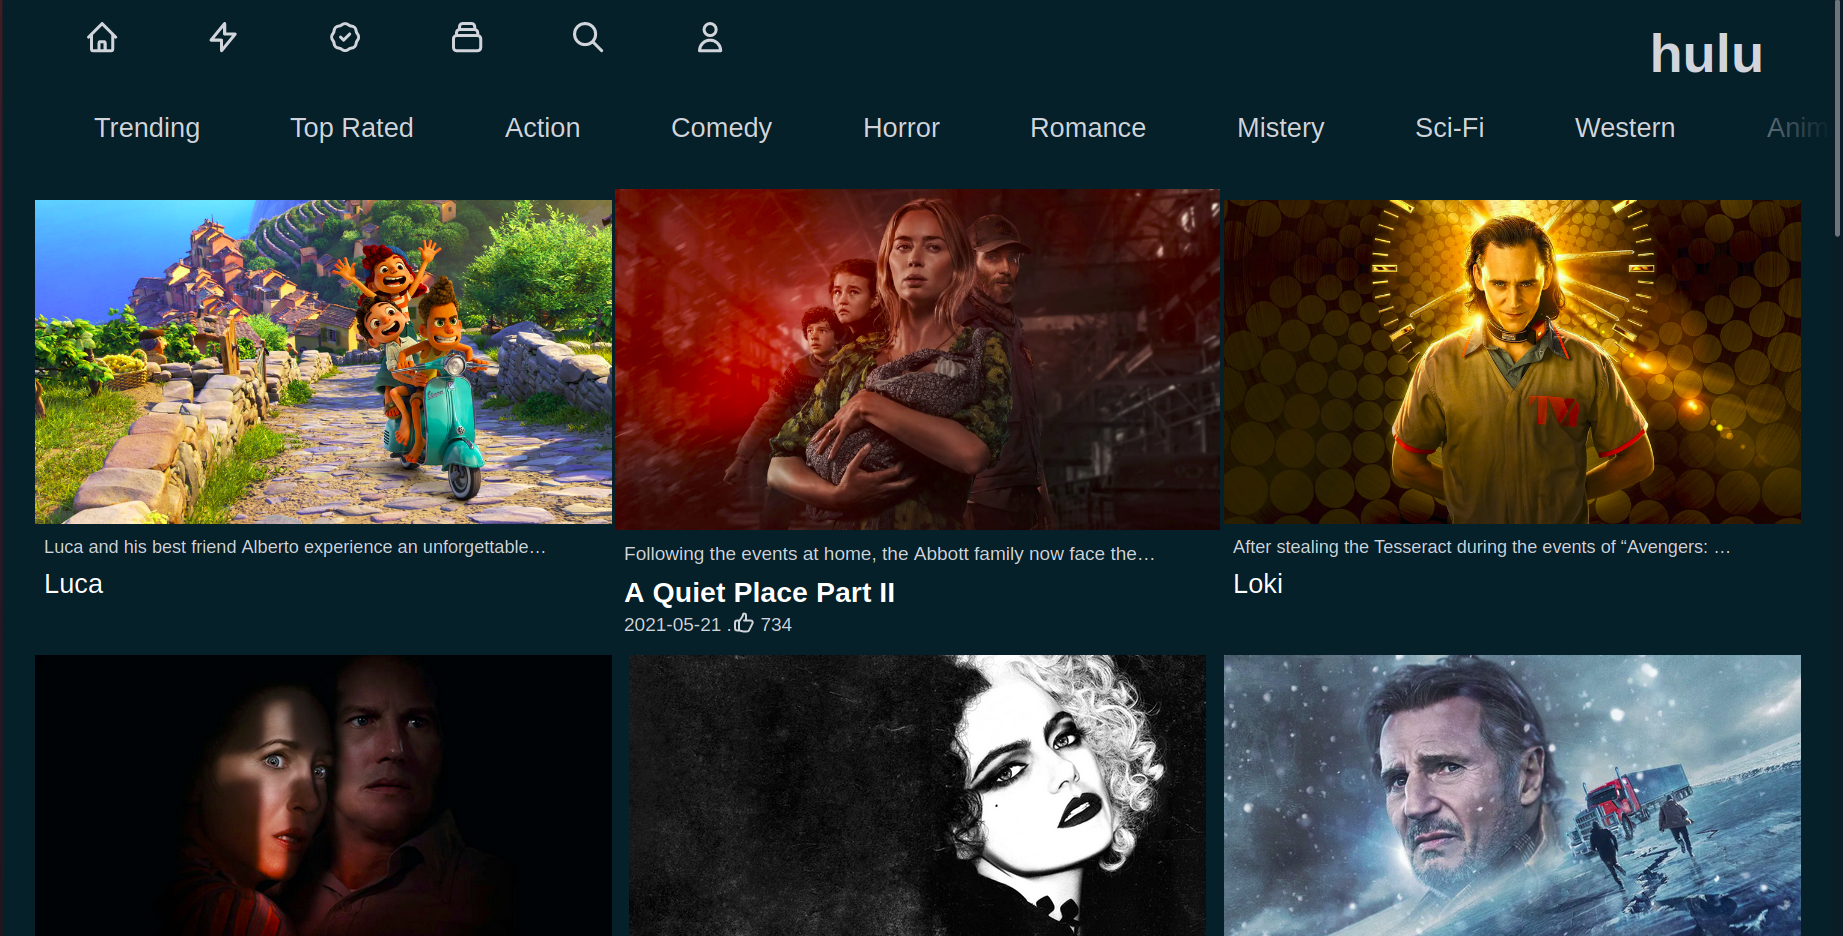 hulu
Trending Top Rated Action Comedy Horror Romance Mistery Sci-Fi Western Anim
Luca and his best friend Alberto experience an unforgettable…
Luca
Following the events at home, the Abbott family now face the…
A Quiet Place Part II
2021-05-21 . 734
After stealing the Tesseract during the events of “Avengers: …
Loki